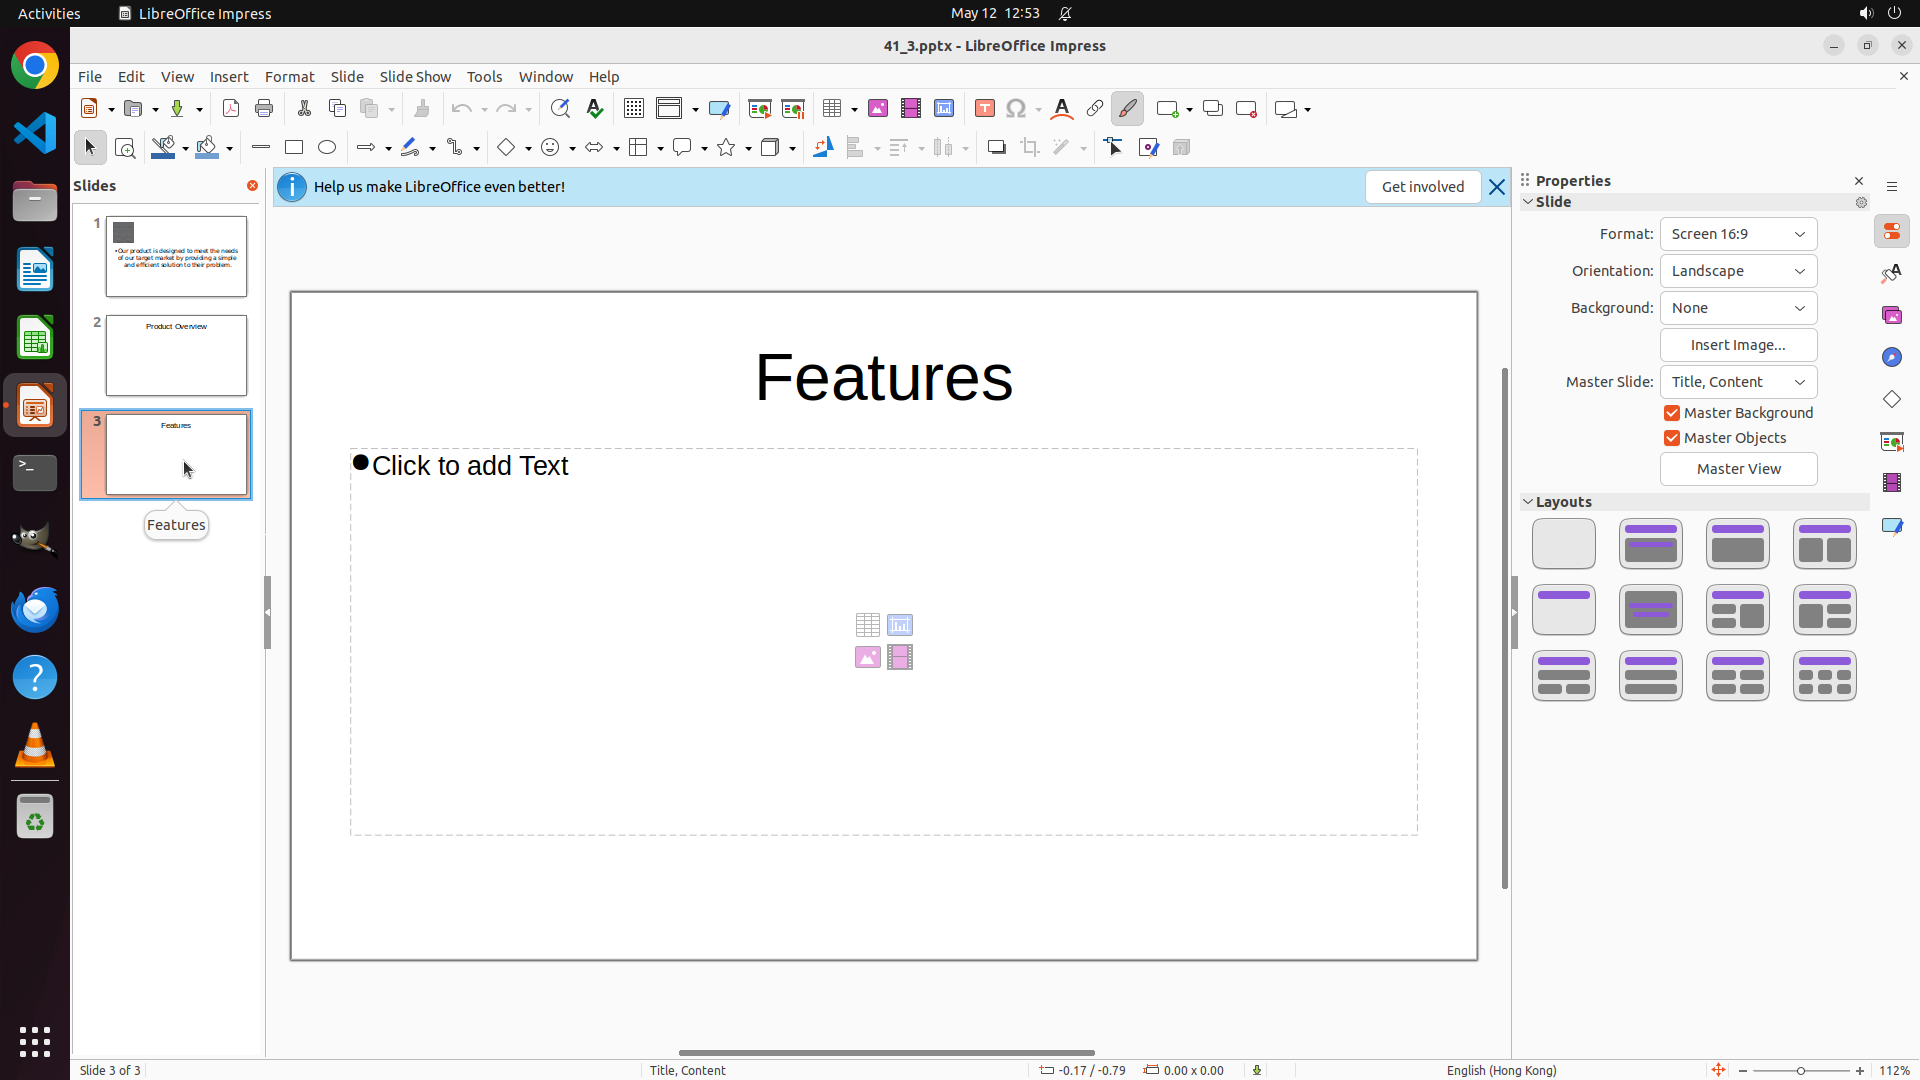 Activities
LibreOffice Impress
May 12 12:53
41_3.pptx - LibreOffice Impress
File Edit View Insert Format Slide Slide Show Tools Window Help
Slides
Help us make LibreOffice even better!
Get involved
1
•Our product is designed to meet the needs
of our target market by providing a simple
and efficient solution to their problem.
2
Product Overview
3
Features
Features
Features
Click to add Text
Properties
Slide
Format:
Screen 16:9
Orientation:
Landscape
Background:
None
Insert Image...
Master Slide:
Title, Content
Master Background
Master Objects
Master View
Layouts
Slide 3 of 3
Title, Content
-0.17 / -0.79
0.00 x 0.00
English (Hong Kong)
112%